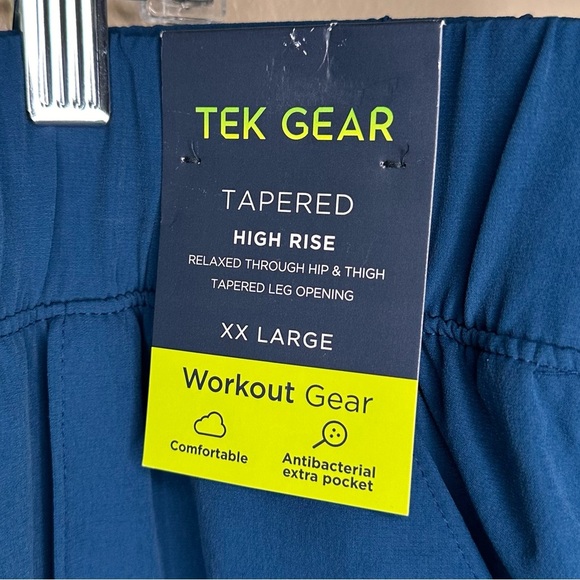 TEK GEAR
TAPERED
HIGH RISE
RELAXED THROUGH HIP & THIGH
TAPERED LEG OPENING
XX LARGE
Workout Gear
Comfortable
Antibacterial
extra pocket